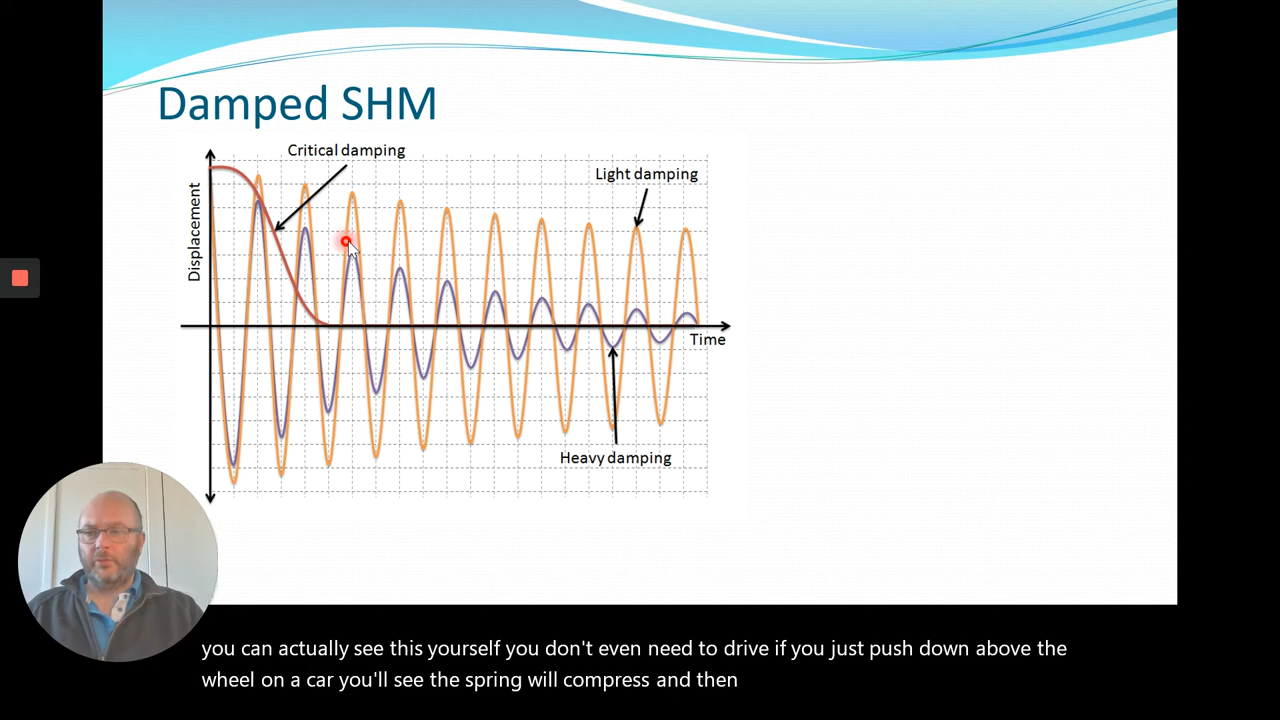 Damped SHM
Critical damping
Light damping
Displacement
Time
Heavy damping
you can actually see this yourself you don't even need to drive if you just push down above the
wheel on a car you'll see the spring will compress and then